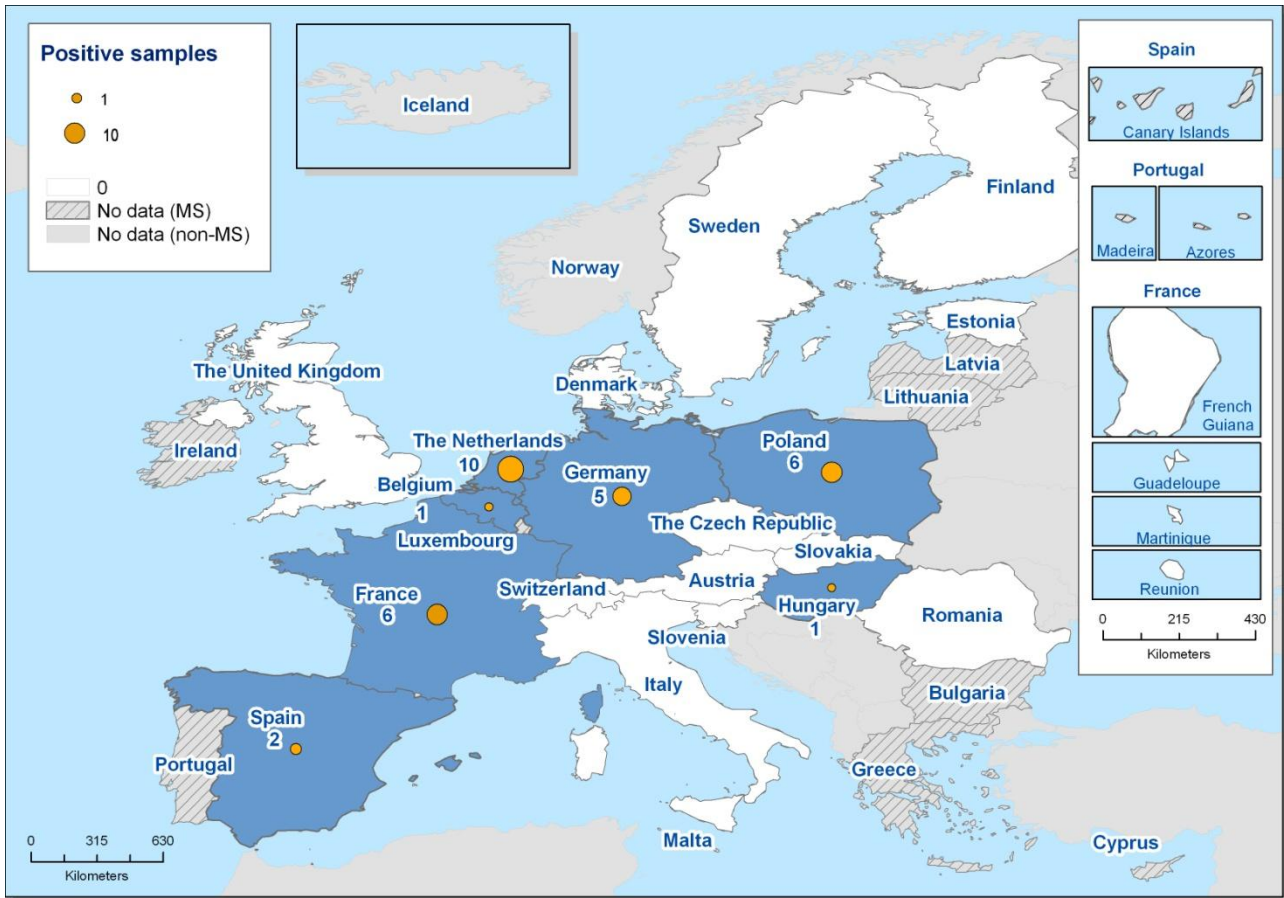 Positive samples
1
10
0
No data (MS)
No data (non-MS)
Iceland
Spain
Canary Islands
Portugal
Madeira
Azores
France
French
Guiana
Guadeloupe
Martinique
Reunion
0 215 430
Kilometers
Finland
Sweden
Norway
Estonia
Latvia
Lithuania
The United Kingdom
Denmark
Ireland
The Netherlands
10
Belgium
1
Germany
5
Poland
6
Luxembourg
The Czech Republic
Slovakia
Switzerland
Austria
France
6
Hungary
1
Romania
Slovenia
Italy
Bulgaria
Spain
2
Portugal
Greece
Malta
Cyprus
0 315 630
Kilometers